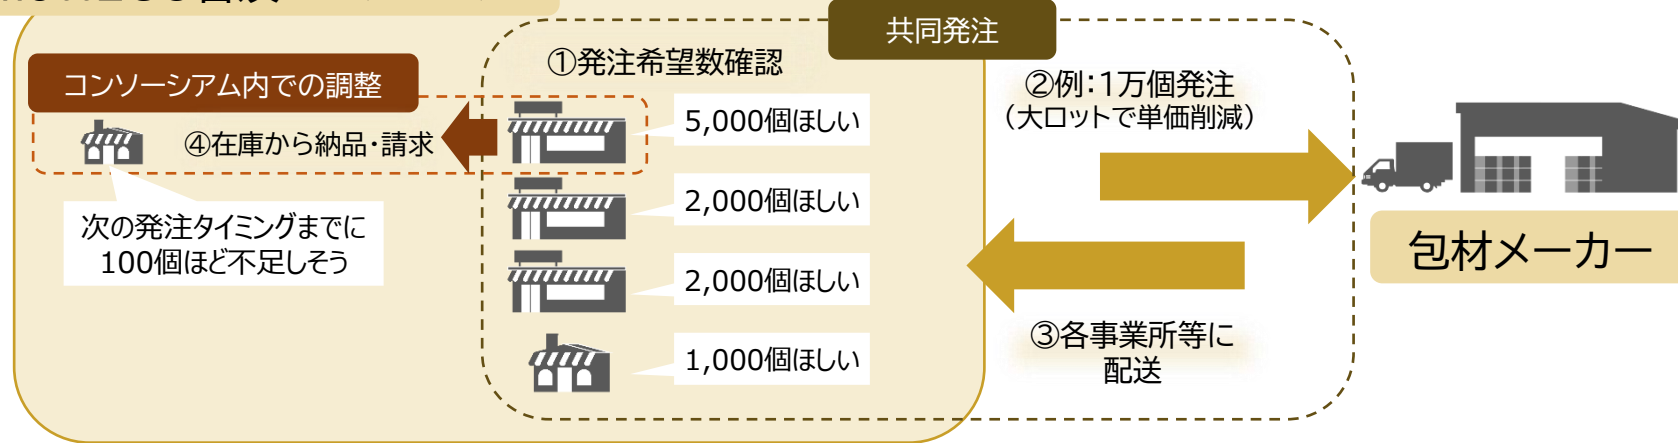 共同発注
コンソーシアム内での調整
①発注希望数確認
5,000個ほしい
2,000個ほしい
2,000個ほしい
1,000個ほしい
④在庫から納品・請求
次の発注タイミングまでに
100個ほど不足しそう
②例:1万個発注
(大ロットで単価削減)
③各事業所等に
配送
包材メーカー